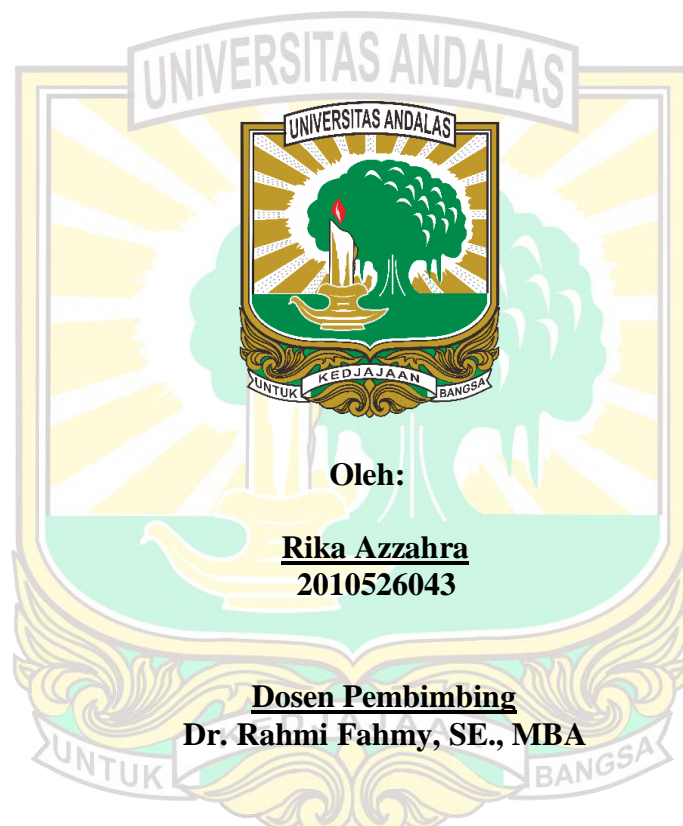 UNIVERSITAS ANDALAS
UNIVERSITAS ANDALAS
UNTUK KEDJAJAAN BANGSA
Oleh:
Rika Azzahra
2010526043
Dosen Pembimbing
Dr. Rahmi Fahmy, SE., MBA
UNTUK KEDJAJAAN BANGSA